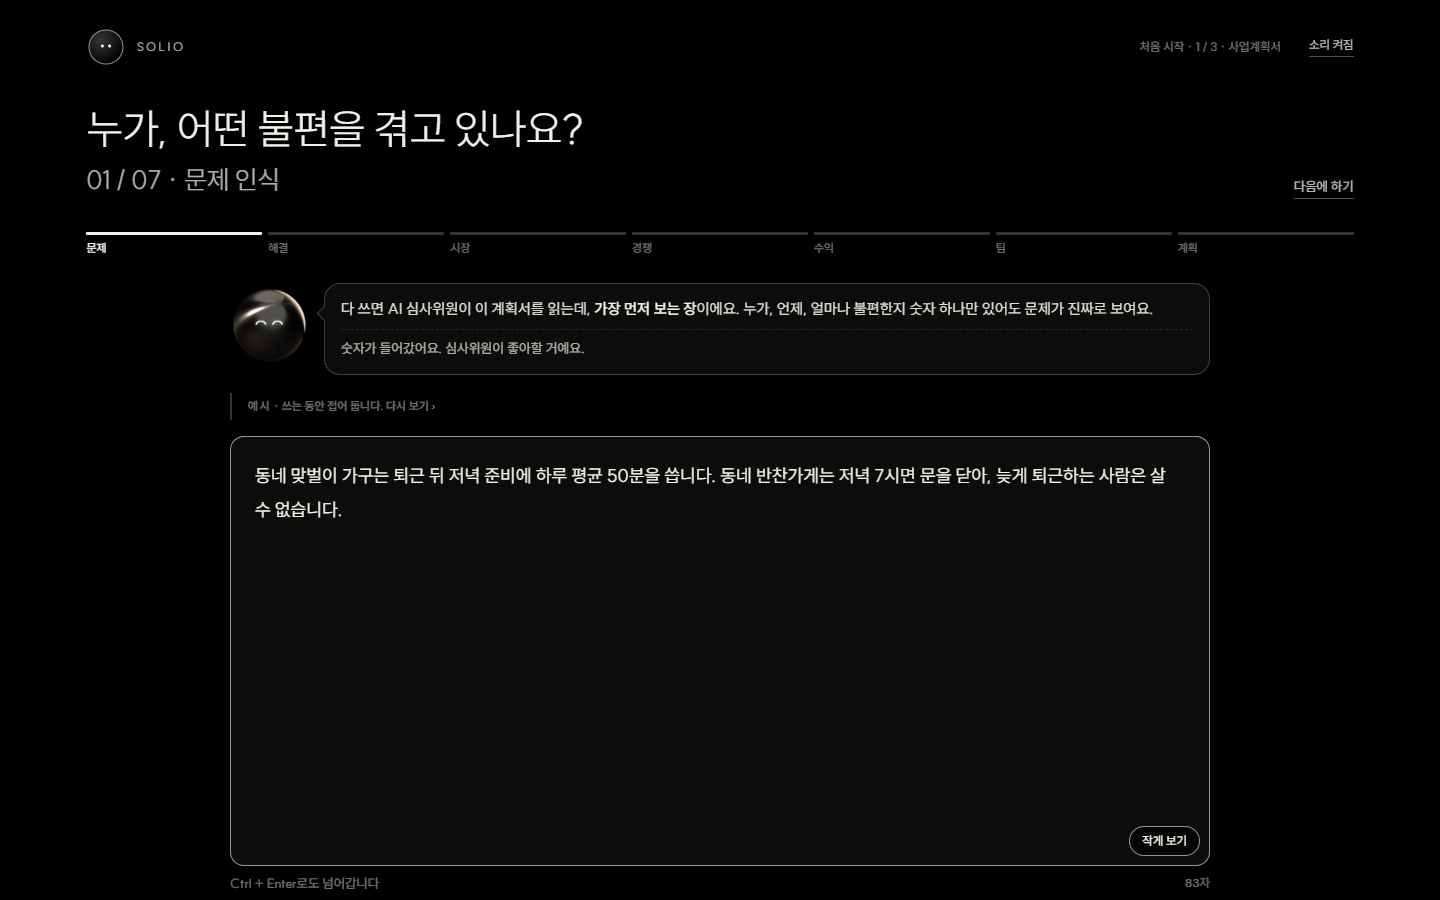 SOLIO
처음 시작 · 1 / 3 · 사업계획서
소리 켜짐
누가, 어떤 불편을 겪고 있나요?
01 / 07 · 문제 인식
다음에 하기
문제
해결
시장
경쟁
수익
팀
계획
다 쓰면 AI 심사위원이 이 계획서를 읽는데, 가장 먼저 보는 장이에요. 누가, 언제, 얼마나 불편한지 숫자 하나만 있어도 문제가 진짜로 보여요.
숫자가 들어갔어요. 심사위원이 좋아할 거예요.
예시 · 쓰는 동안 접어 둡니다. 다시 보기 ›
동네 맞벌이 가구는 퇴근 뒤 저녁 준비에 하루 평균 50분을 씁니다. 동네 반찬가게는 저녁 7시면 문을 닫아, 늦게 퇴근하는 사람은 살
수 없습니다.
작게 보기
Ctrl + Enter로도 넘어갑니다
83자